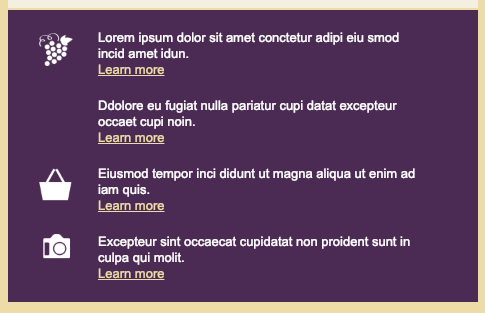 Lorem ipsum dolor sit amet conctetur adipi eiu smod
incid amet idun.
Learn more
Ddolore eu fugiat nulla pariatur cupi datat excepteur
occaet cupi noin.
Learn more
Eiusmod tempor inci didunt ut magna aliqua ut enim ad
iam quis.
Learn more
Excepteur sint occaecat cupidatat non proident sunt in
culpa qui molit.
Learn more